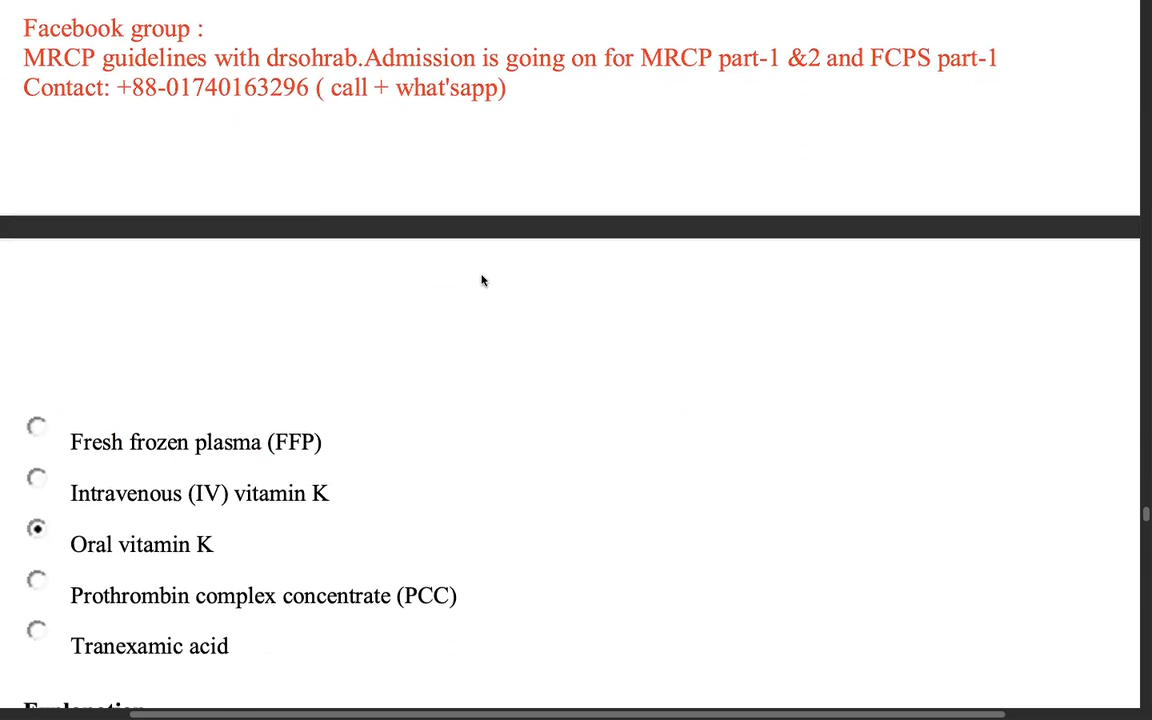 Facebook group :
MRCP guidelines with drsohrab.Admission is going on for MRCP part-1 &2 and FCPS part-1
Contact: +88-01740163296 ( call + what'sapp)
Fresh frozen plasma (FFP)
Intravenous (IV) vitamin K
Oral vitamin K
Prothrombin complex concentrate (PCC)
Tranexamic acid